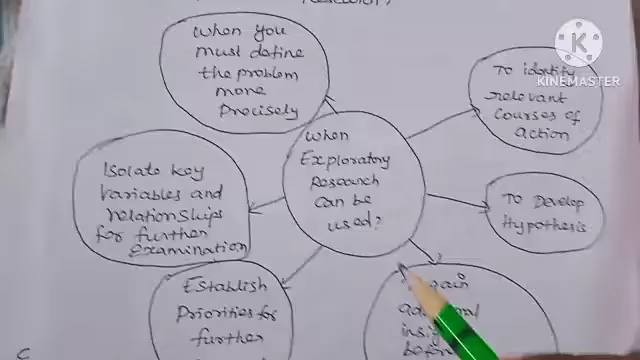 When you
must define
the problem
more
Precisely
K
KINEMASTER
To identify
relevant
Courses of
action
When
Exploratory
Research
Can be
used?
Isolate key
Variables and
relationships
for further
examination
To Develop
Hypothesis
Establish
Priorities for
further